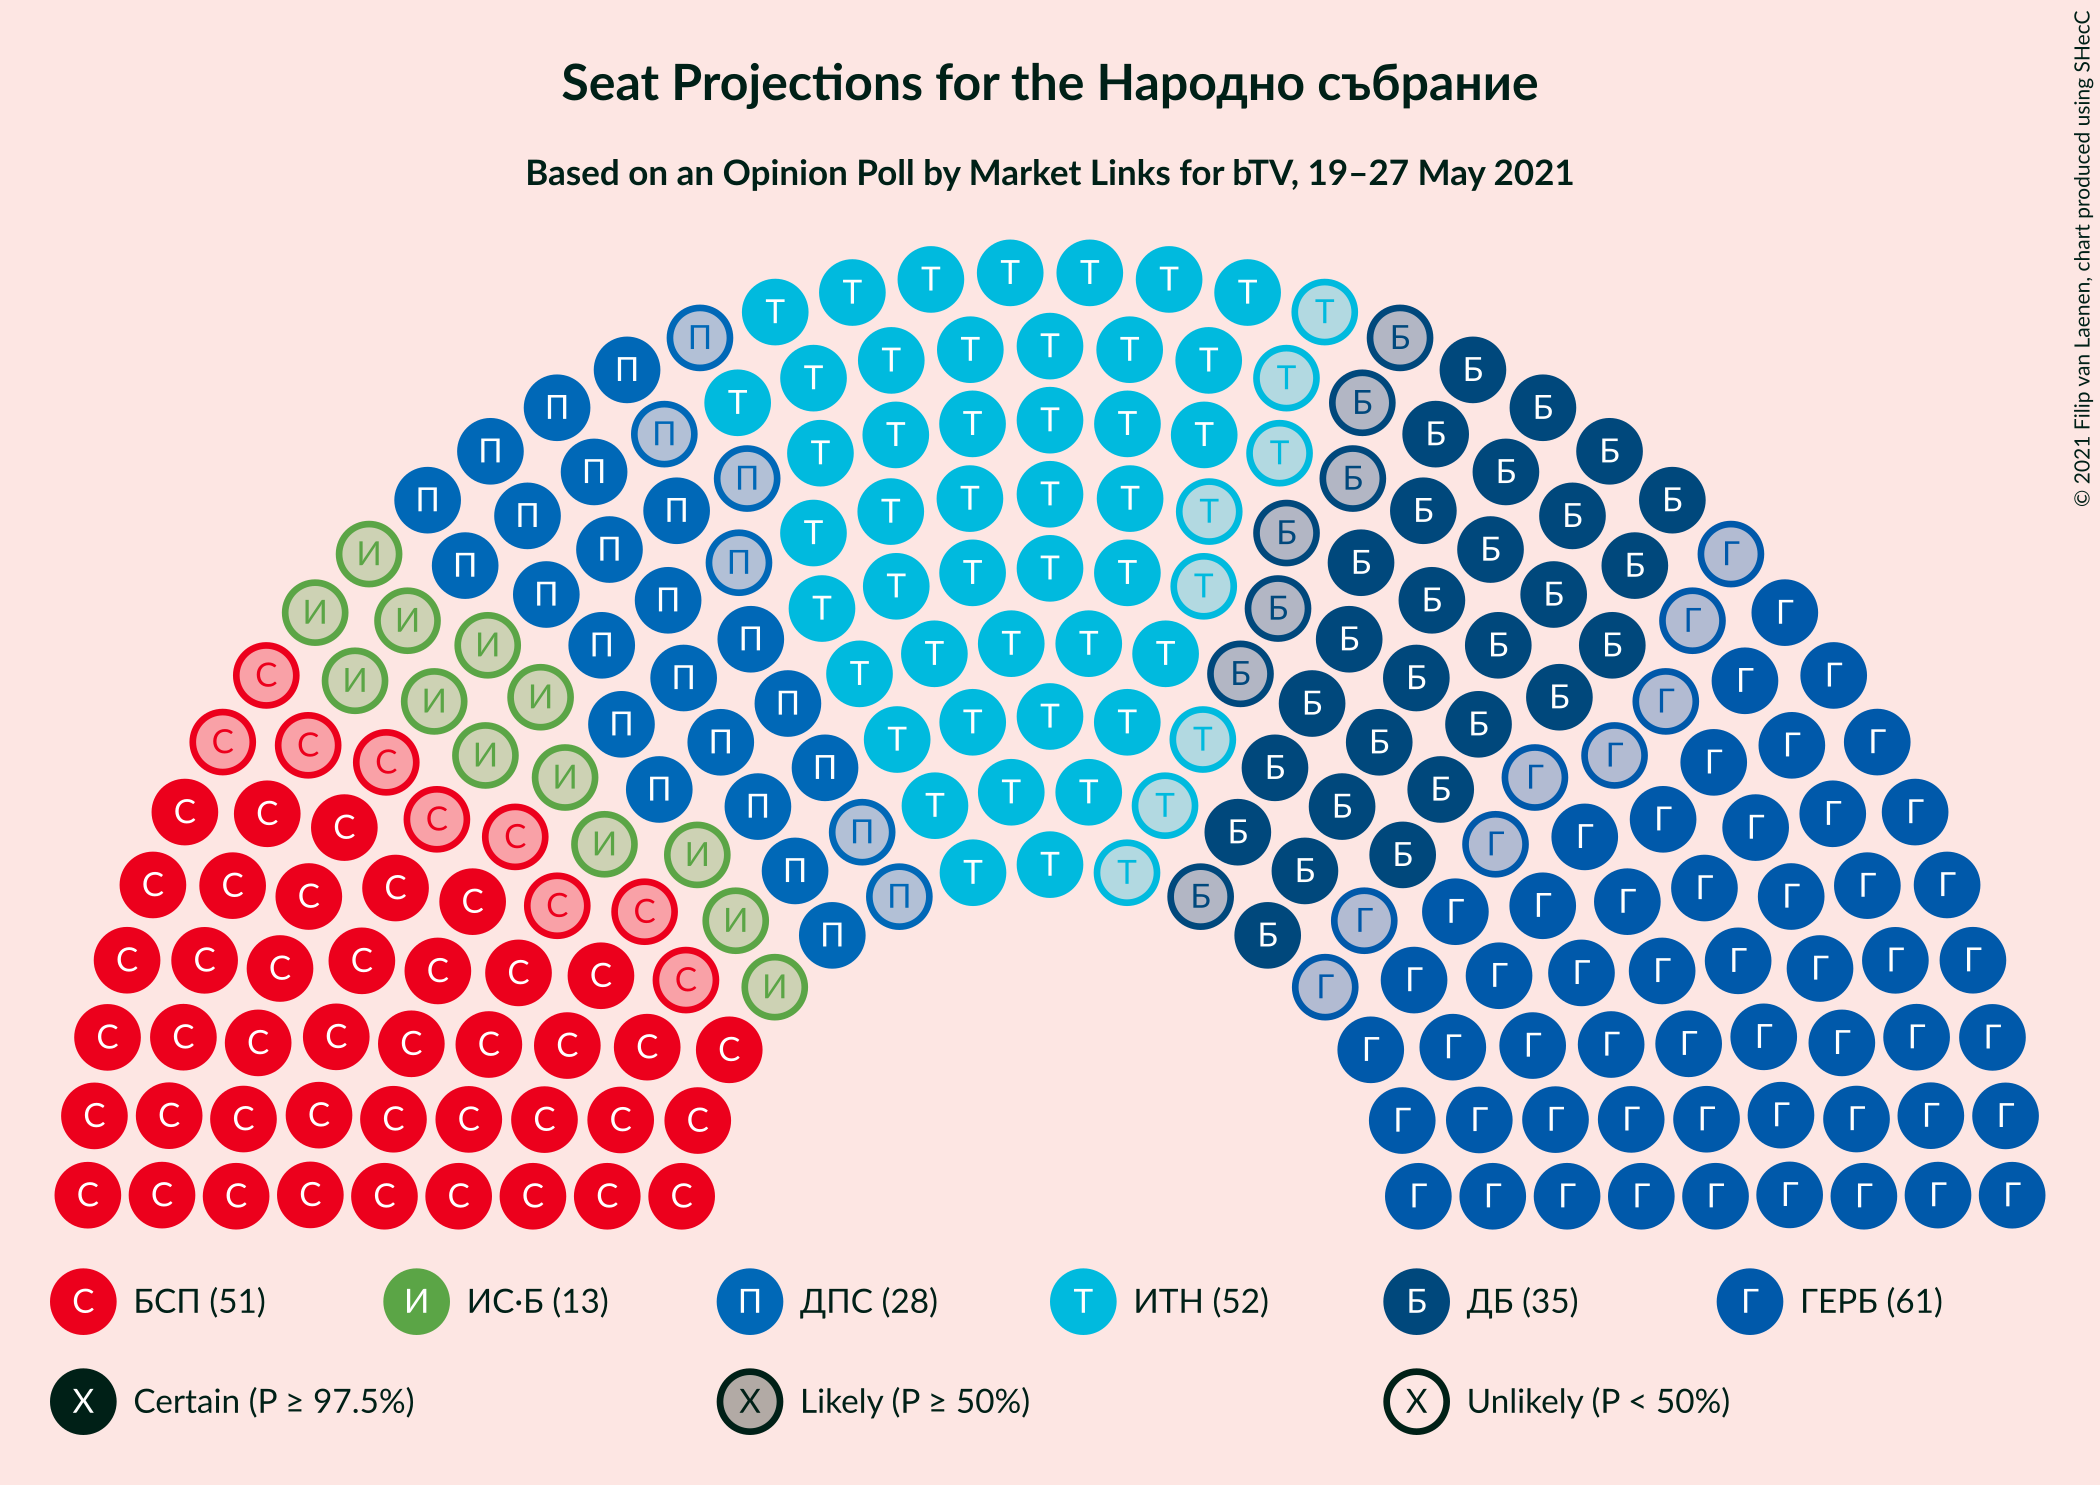 Seat Projections for the Народно събрание
Based on an Opinion Poll by Market Links for bTV, 19–27 May 2021
© 2021 Filip van Laenen, chart produced using SHecC
С БСП (51) И ИС·Б (13) П ДПС (28) Т ИТН (52) Б ДБ (35) Г ГЕРБ (61)
X Certain (P ≥ 97.5%) X Likely (P ≥ 50%) X Unlikely (P < 50%)